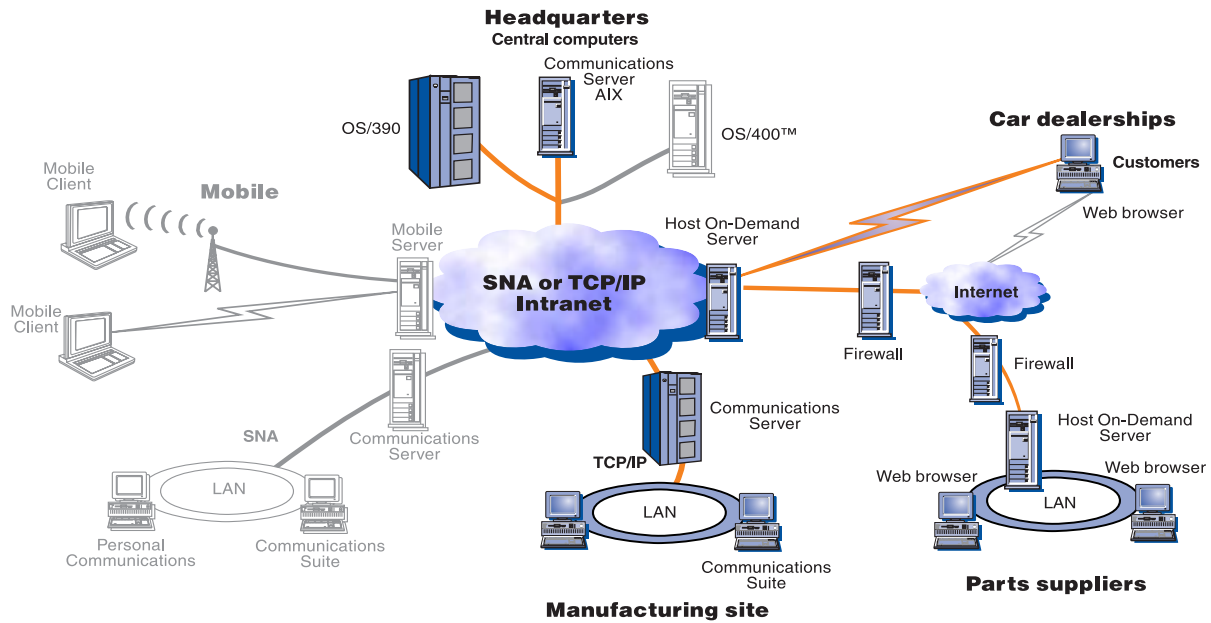 Headquarters
Central computers
Communications
Server
AIX
OS/390
OS/400™
Car dealerships
Customers
Web browser
Mobile
Client
Mobile
Mobile
Server
Host On-Demand
Server
SNA or TCP/IP
Intranet
Internet
Mobile
Client
Firewall
Firewall
SNA
Communications
Server
Communications
Server
TCP/IP
Host On-Demand
Server
Web browser
Web browser
LAN
LAN
LAN
Personal
Communications
Communications
Suite
Communications
Suite
Manufacturing site
Parts suppliers